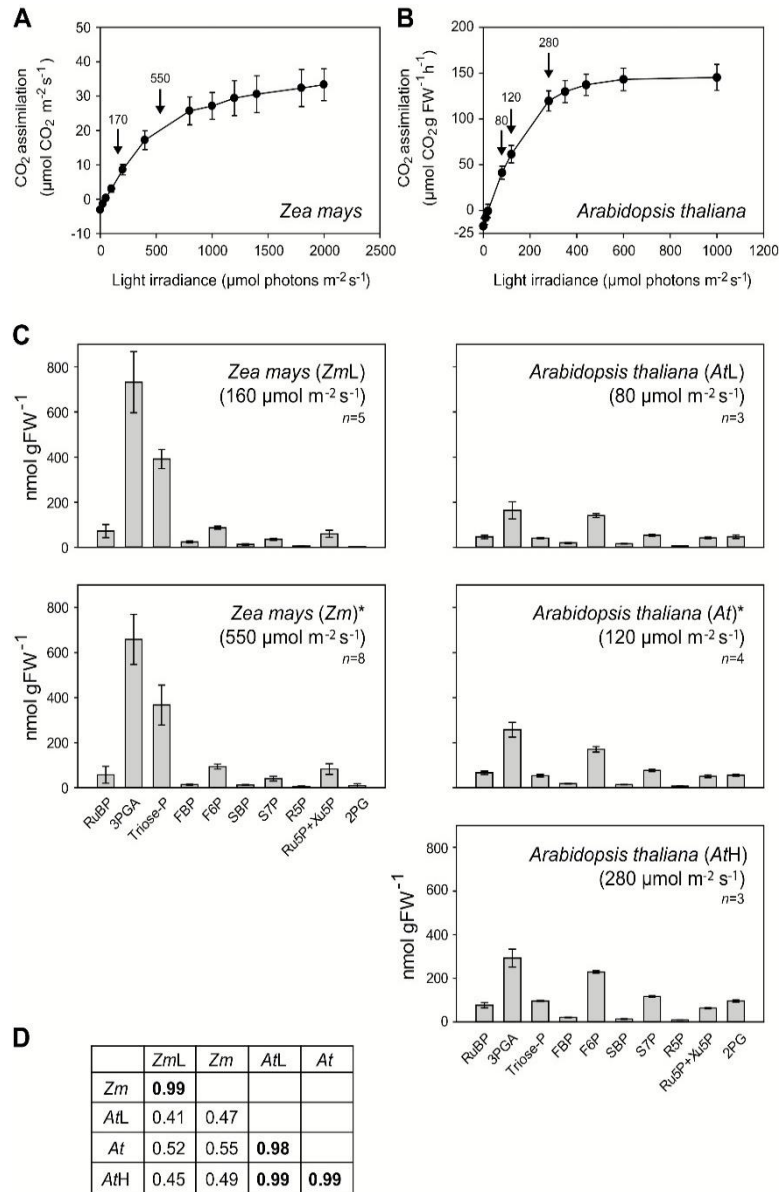 A
CO2 assimilation
(µmol CO2 m-2 s-1)
50
40
30
20
10
0
-10
170
550
Zea mays
0 500 1000 1500 2000 2500
Light irradiance (µmol photons m-2 s-1)
B
CO2 assimilation
(µmol CO2 g FW-1 h-1)
200
150
100
50
0
-25
80
120
280
Arabidopsis thaliana
0 200 400 600 800 1000 1200
Light irradiance (µmol photons m-2 s-1)
C
nmol gFW-1
800
600
400
200
0
Zea mays (ZmL)
(160 µmol m-2 s-1)
n=5
Arabidopsis thaliana (AtL)
(80 µmol m-2 s-1)
n=3
nmol gFW-1
800
600
400
200
0
Zea mays (Zm)*
(550 µmol m-2 s-1)
n=8
RuBP 3PGA Triose-P FBP F6P SBP S7P R5P Ru5P+Xu5P 2PG
Arabidopsis thaliana (At)*
(120 µmol m-2 s-1)
n=4
nmol gFW-1
800
600
400
200
0
Arabidopsis thaliana (AtH)
(280 µmol m-2 s-1)
n=3
RuBP 3PGA Triose-P FBP F6P SBP S7P R5P Ru5P+Xu5P 2PG
D
ZmL Zm AtL At
Zm 0.99
AtL 0.41 0.47
At 0.52 0.55 0.98
AtH 0.45 0.49 0.99 0.99